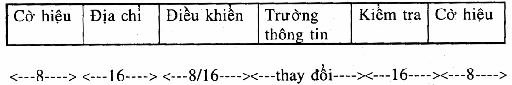 Cờ hiệu Địa chỉ Điều khiển Trường thông tin Kiểm tra Cờ hiệu
<---8----> <---16----> <---8/16----><---thay đổi----><---16----><---8---->